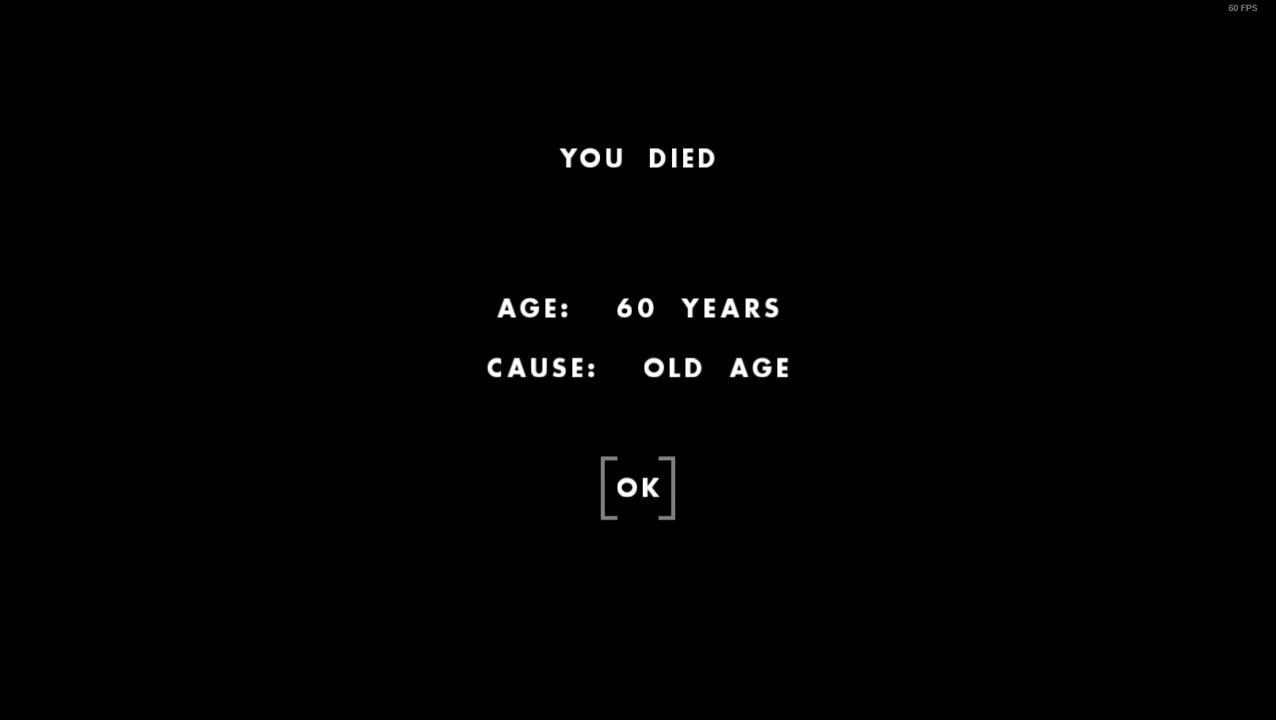 60 FPS
YOU DIED
AGE: 60 YEARS
CAUSE: OLD AGE
[OK]